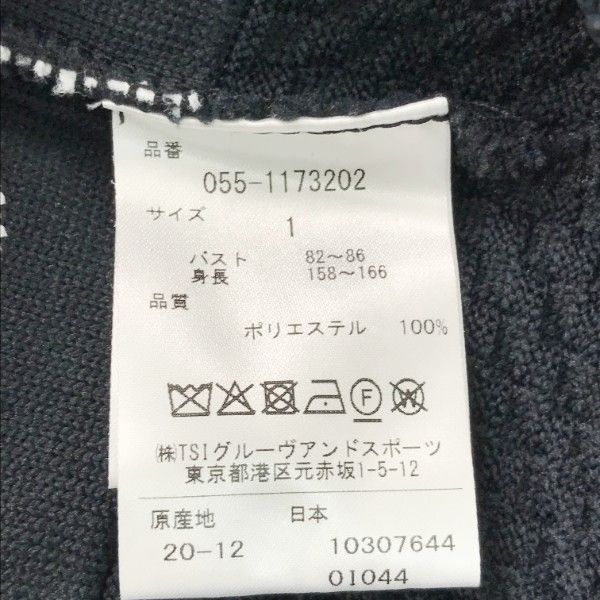 品番
055-1173202
サイズ
1
バスト 82〜86
身長 158〜166
品質
ポリエステル 100%
F W
㈱TSIグルーヴアンドスポーツ
東京都港区元赤坂1-5-12
原産地 日本
20-12 10307644
01044